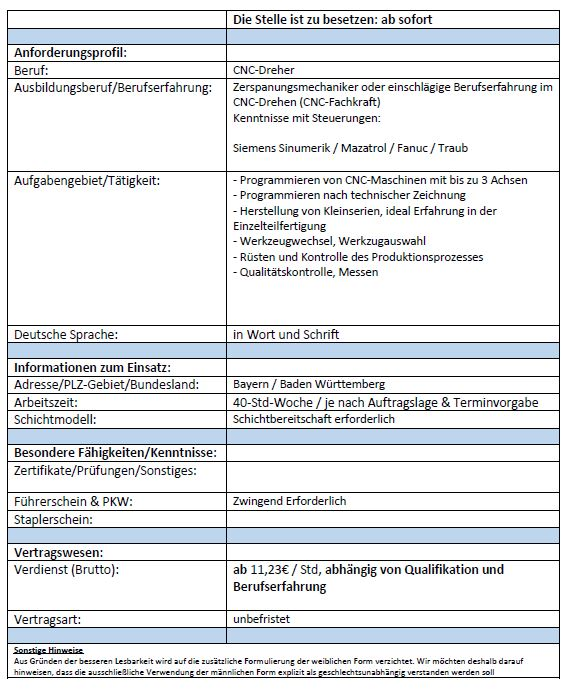 Die Stelle ist zu besetzen: ab sofort
Anforderungsprofil:
Beruf: CNC-Dreher
Ausbildungsberuf/Berufserfahrung: Zerspanungsmechaniker oder einschlägige Berufserfahrung im
CNC-Drehen (CNC-Fachkraft)
Kenntnisse mit Steuerungen:
Siemens Sinumerik / Mazatrol / Fanuc / Traub
Aufgabengebiet/Tätigkeit: - Programmieren von CNC-Maschinen mit bis zu 3 Achsen
- Programmieren nach technischer Zeichnung
- Herstellung von Kleinserien, ideal Erfahrung in der
Einzelteilfertigung
- Werkzeugwechsel, Werkzugauswahl
- Rüsten und Kontrolle des Produktionsprozesses
- Qualitätskontrolle, Messen
Deutsche Sprache: in Wort und Schrift
Informationen zum Einsatz:
Adresse/PLZ-Gebiet/Bundesland: Bayern / Baden Württemberg
Arbeitszeit: 40-Std-Woche / je nach Auftragslage & Terminvorgabe
Schichtmodell: Schichtbereitschaft erforderlich
Besondere Fähigkeiten/Kenntnisse:
Zertifikate/Prüfungen/Sonstiges:
Führerschein & PKW: Zwingend Erforderlich
Staplerschein:
Vertragswesen:
Verdienst (Brutto): ab 11,23€ / Std, abhängig von Qualifikation und
Berufserfahrung
Vertragsart: unbefristet
Sonstige Hinweise
Aus Gründen der besseren Lesbarkeit wird auf die zusätzliche Formulierung der weiblichen Form verzichtet. Wir möchten deshalb darauf
hinweisen, dass die ausschließliche Verwendung der männlichen Form explizit als geschlechtsunabhängig verstanden werden soll